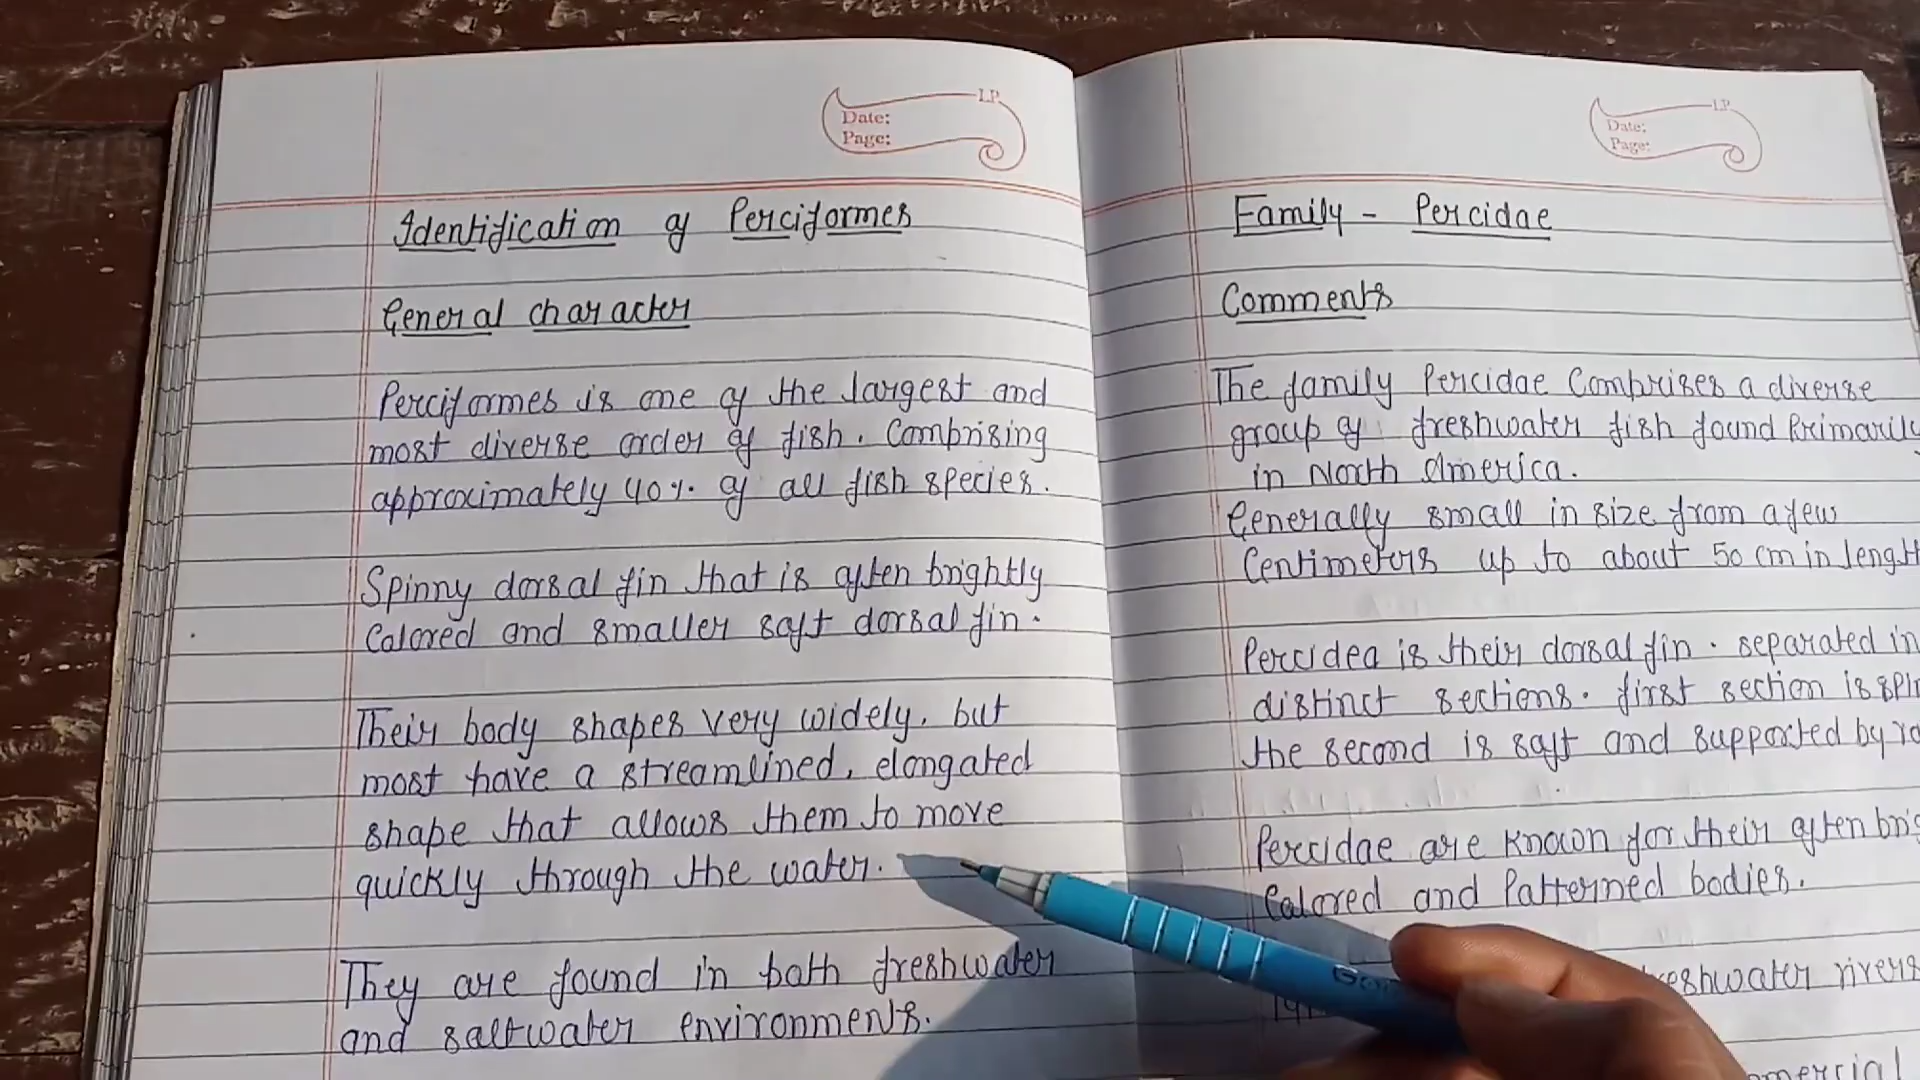 I.P.
Date:
Page:
Identification of Perciformes
General character
Perciformes is one of the largest and
most diverse order of fish. Comprising
approximately 40%. of all fish species.
Spinny dorsal fin that is often brightly
Colored and smaller soft dorsal fin.
Their body shapes very widely, but
most have a streamlined, elongated
shape that allows them to move
quickly through the water.
They are found in both freshwater
and saltwater environments.
I.P.
Date:
Page:
Family - Percidae
Comments
The family Percidae Comprises a diverse
group of freshwater fish found Primarily
in North America.
Generally small in size from a few
Centimeters up to about 50 cm in length
Percidea is their dorsal fin. separated in
distinct sections. first section is
the second is soft and supported by
Percidae are known for their often
Colored and Patterned bodies.
rivers